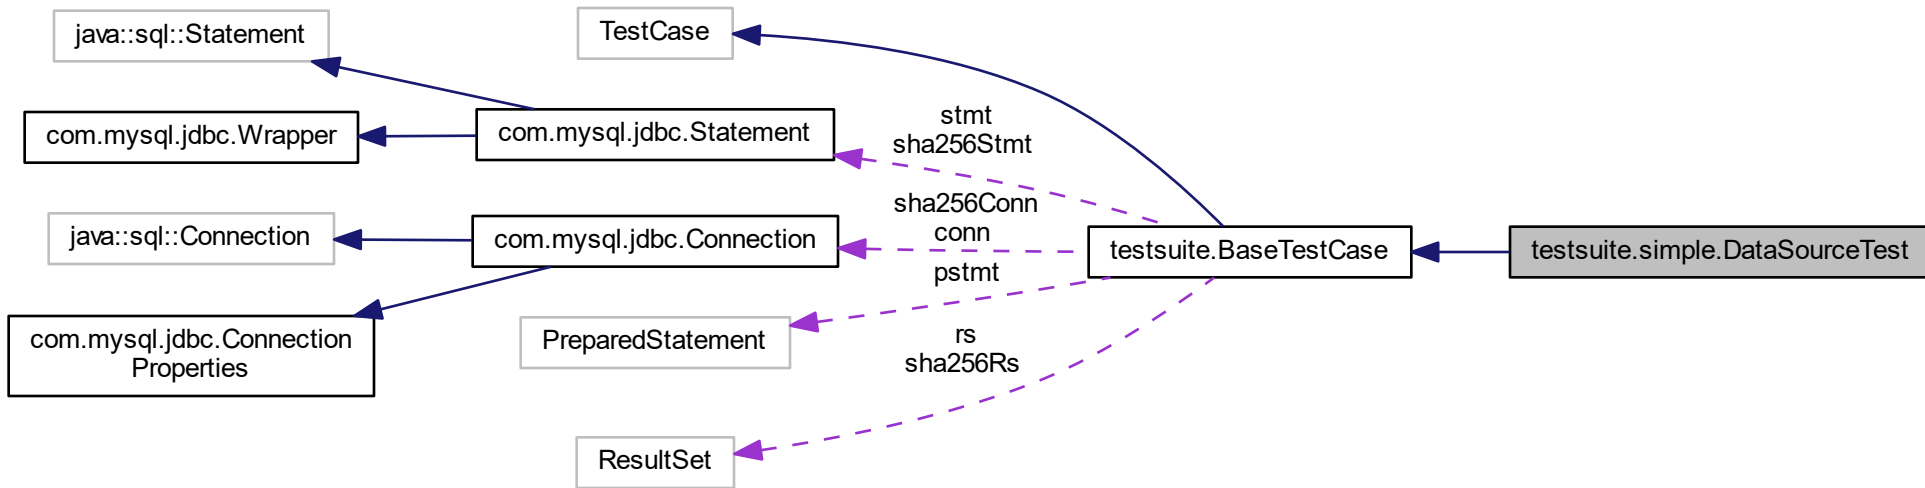 java::sql::Statement
TestCase
com.mysql.jdbc.Wrapper
com.mysql.jdbc.Statement
stmt
sha256Stmt
java::sql::Connection
com.mysql.jdbc.Connection
sha256Conn
conn
testsuite.BaseTestCase
testsuite.simple.DataSourceTest
pstmt
com.mysql.jdbc.Connection
Properties
PreparedStatement
rs
sha256Rs
ResultSet